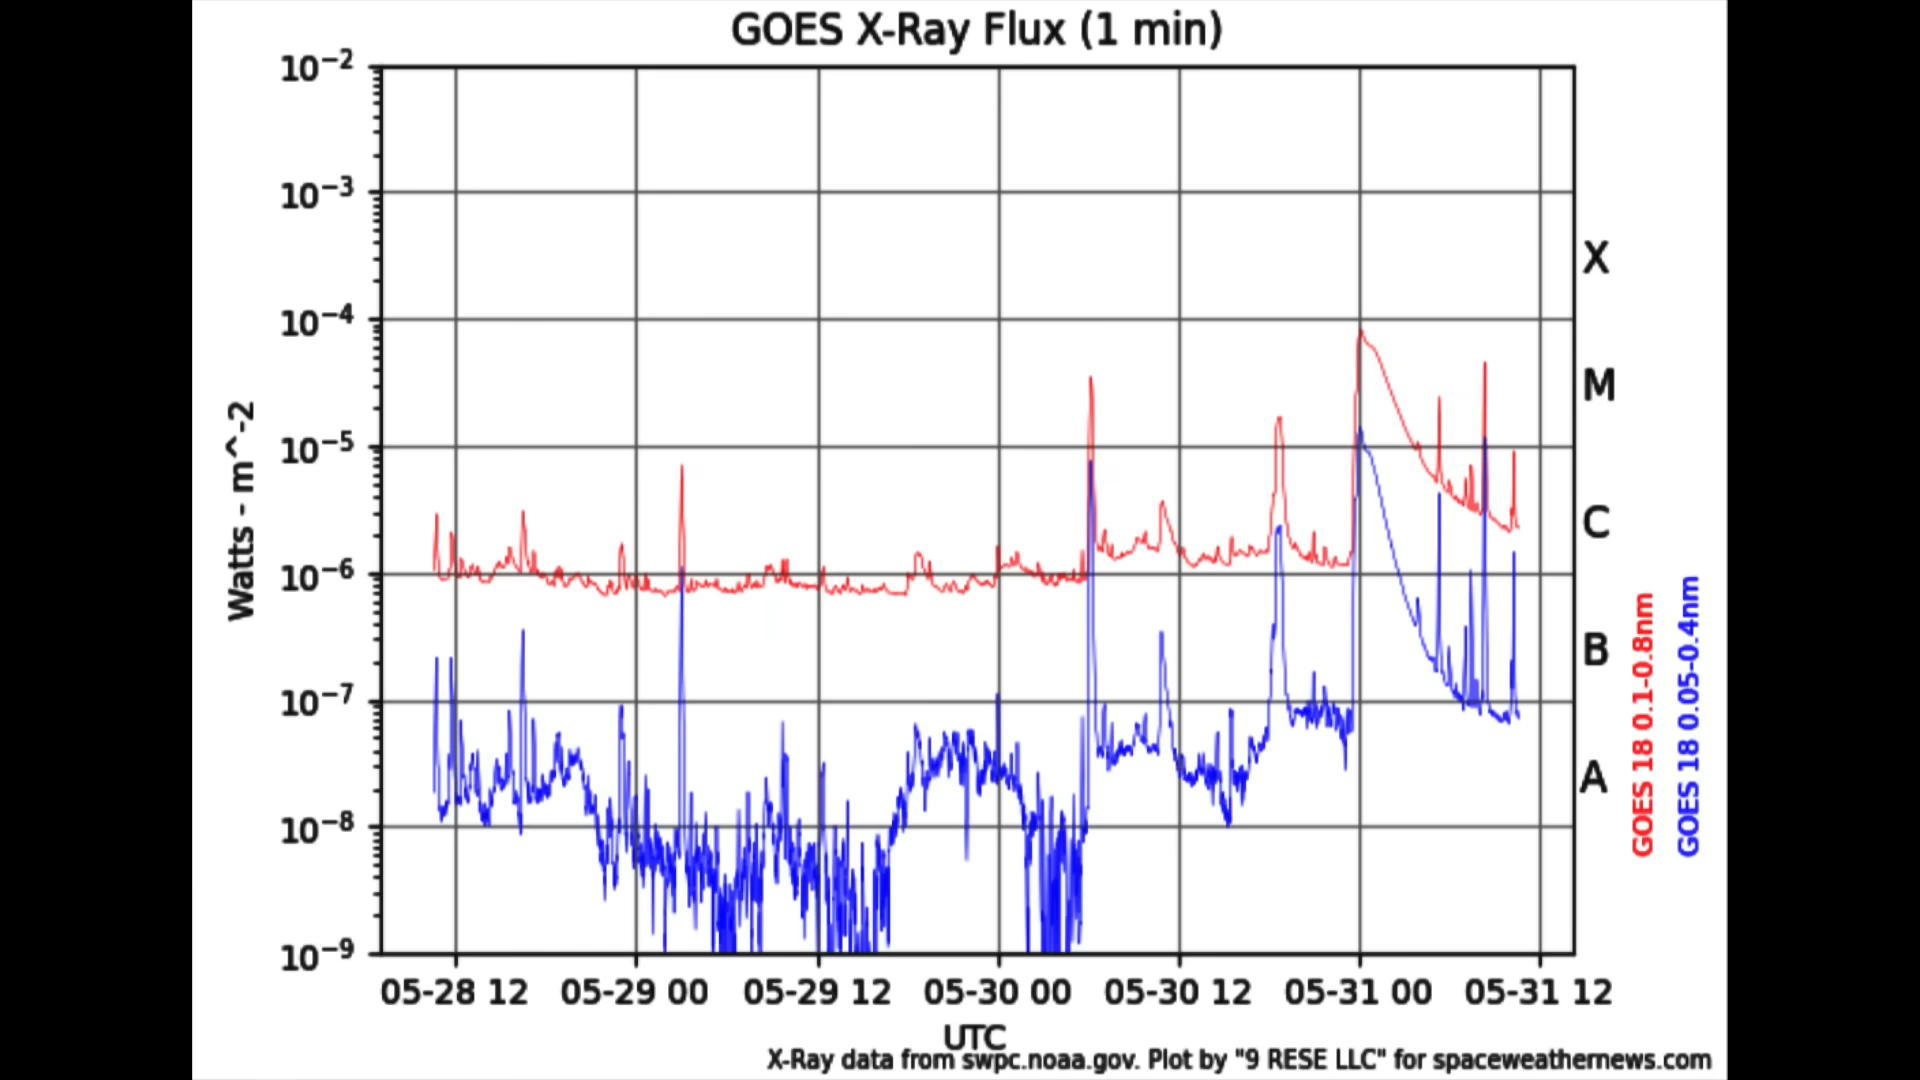 GOES X-Ray Flux (1 min)
10−2
10−3
10−4
10−5
10−6
10−7
10−8
10−9
Watts - m^-2
X
M
C
B
A
GOES 18 0.1-0.8nm
GOES 18 0.05-0.4nm
05-28 12 05-29 00 05-29 12 05-30 00 05-30 12 05-31 00 05-31 12
UTC
X-Ray data from swpc.noaa.gov. Plot by "9 RESE LLC" for spaceweathernews.com